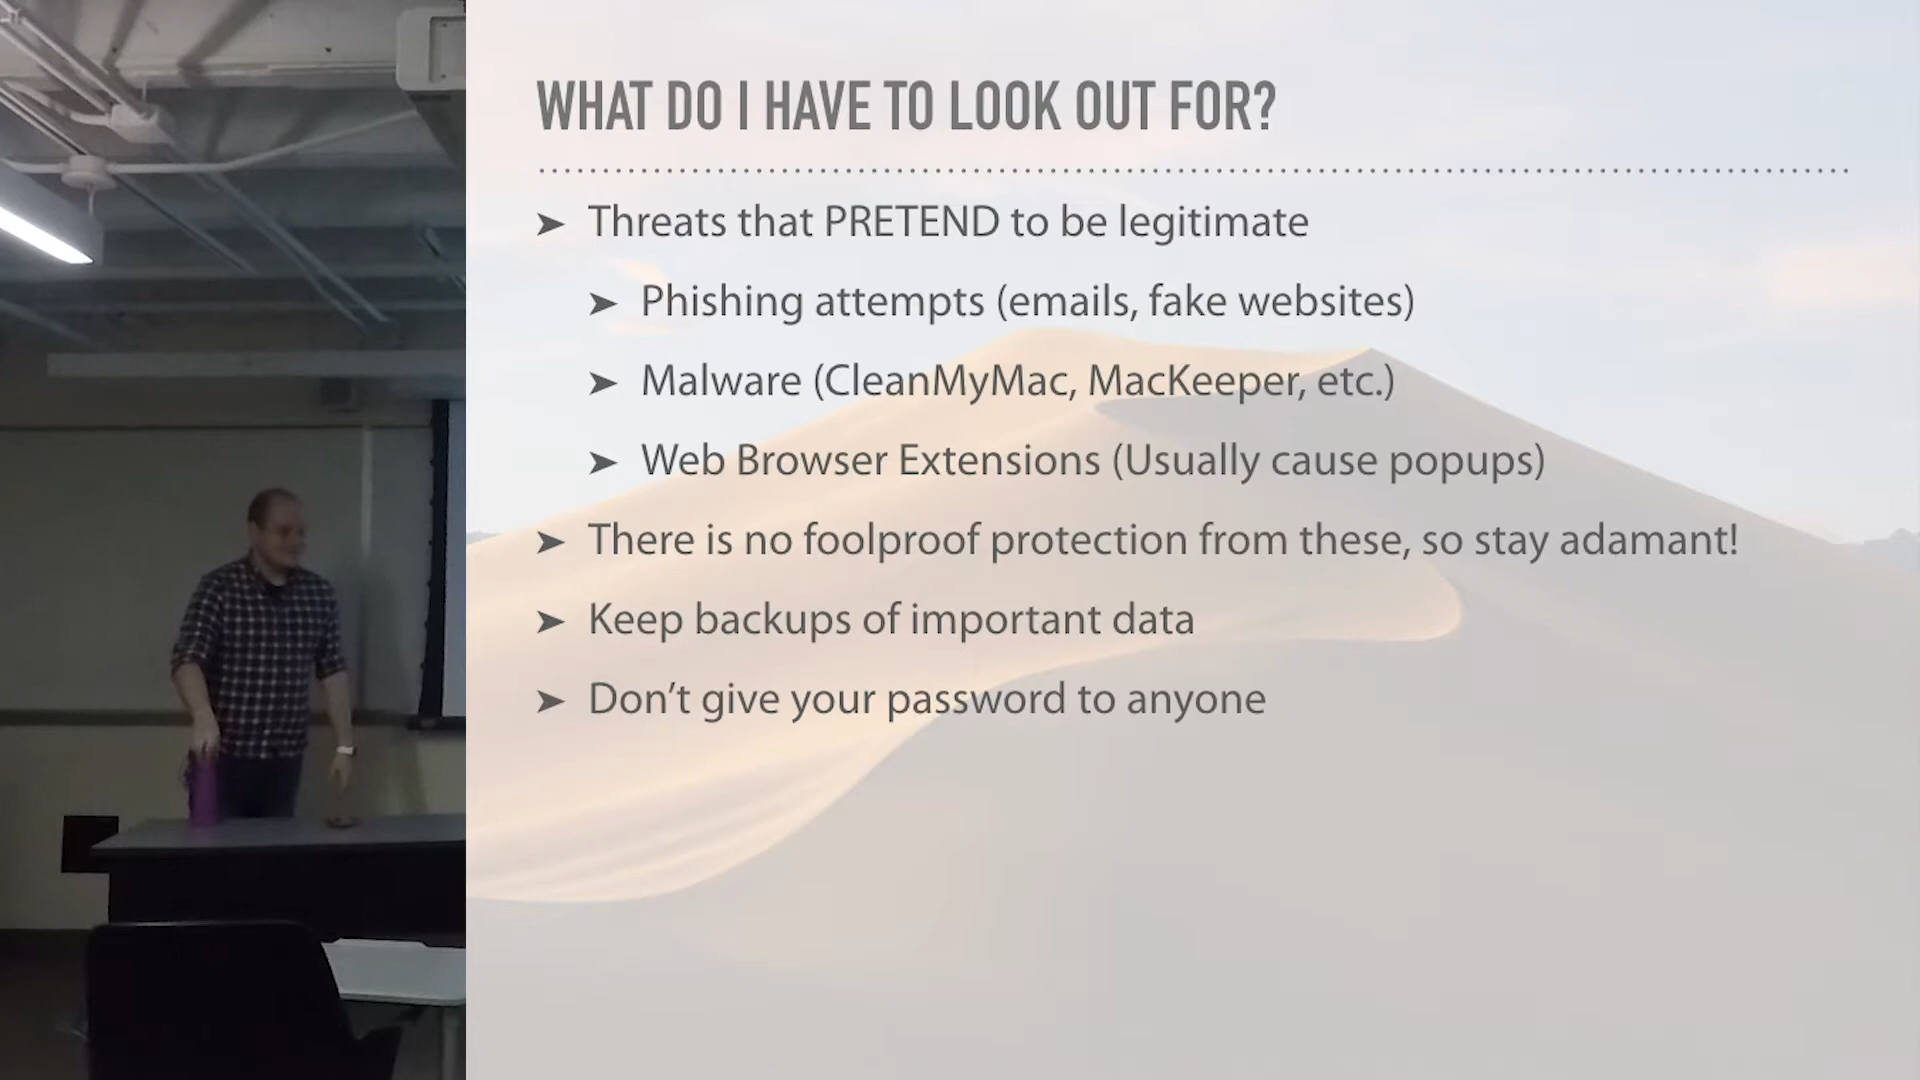 WHAT DO I HAVE TO LOOK OUT FOR?
➤ Threats that PRETEND to be legitimate
➤ Phishing attempts (emails, fake websites)
➤ Malware (CleanMyMac, MacKeeper, etc.)
➤ Web Browser Extensions (Usually cause popups)
➤ There is no foolproof protection from these, so stay adamant!
➤ Keep backups of important data
➤ Don’t give your password to anyone